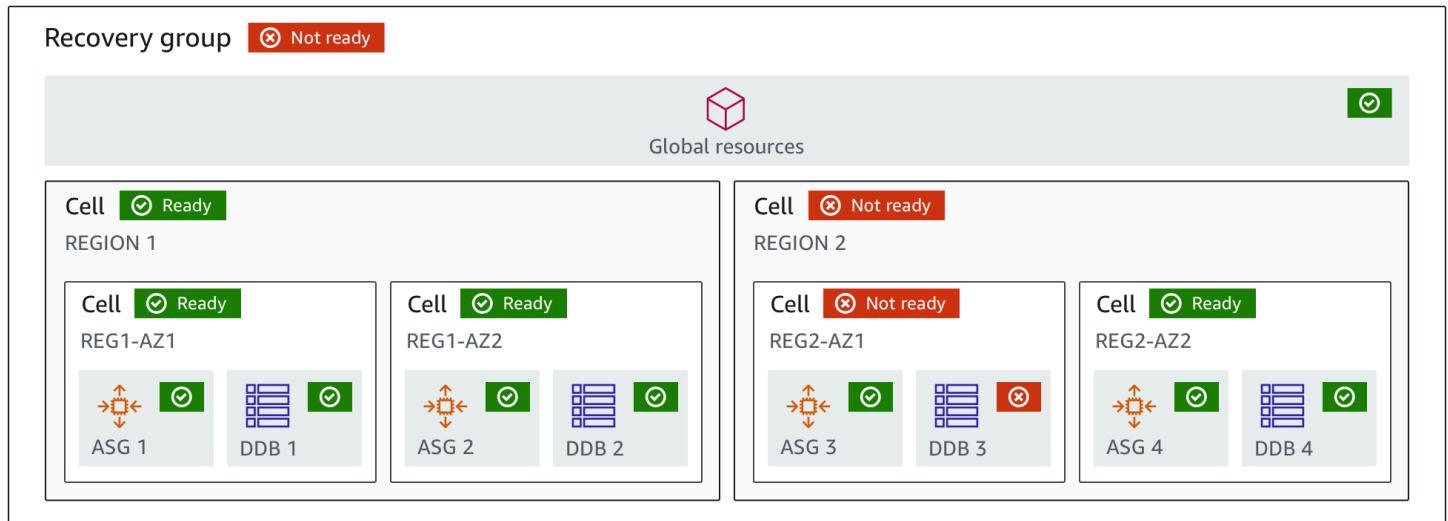 Recovery group Not ready
Global resources
Cell Ready
REGION 1
Cell Ready
REG1-AZ1
ASG 1
DDB 1
Cell Ready
REG1-AZ2
ASG 2
DDB 2
Cell Not ready
REGION 2
Cell Not ready
REG2-AZ1
ASG 3
DDB 3
Cell Ready
REG2-AZ2
ASG 4
DDB 4